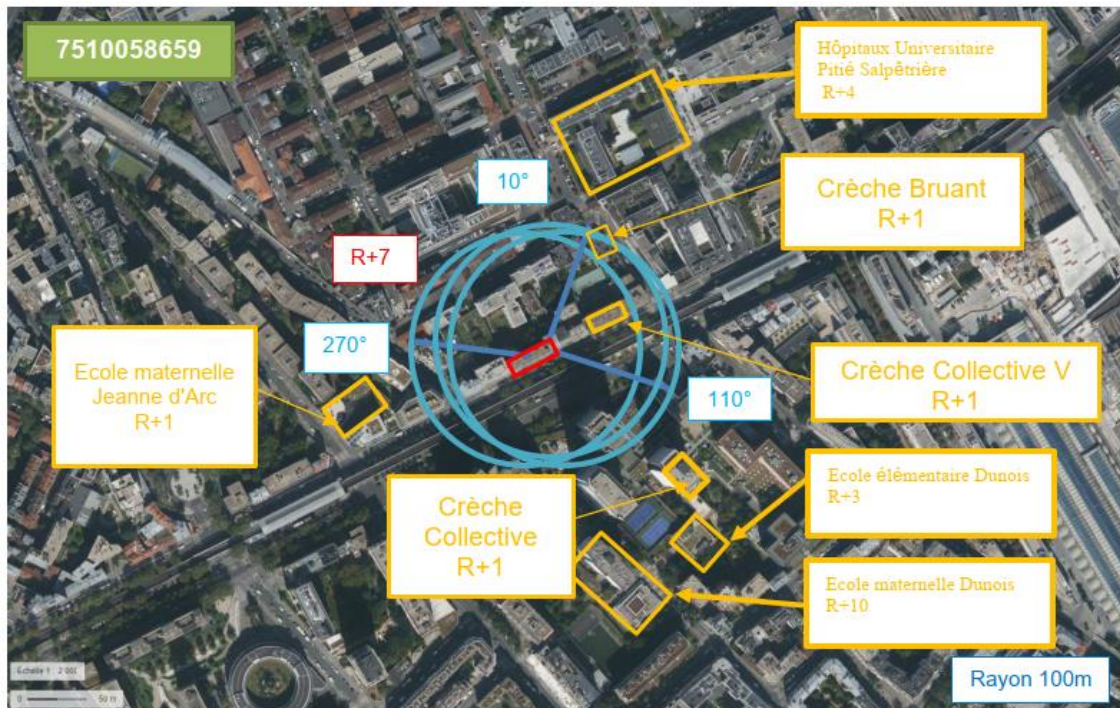 7510058659
Hôpitaux Universitaire
Pitié Salpêtrière
R+4
10°
Crèche Bruant
R+1
R+7
270°
Ecole maternelle
Jeanne d'Arc
R+1
Crèche Collective V
R+1
110°
Crèche
Collective
R+1
Ecole élémentaire Dunois
R+3
Ecole maternelle Dunois
R+10
Echelle 1 : 2 000
0 50 m
Rayon 100m